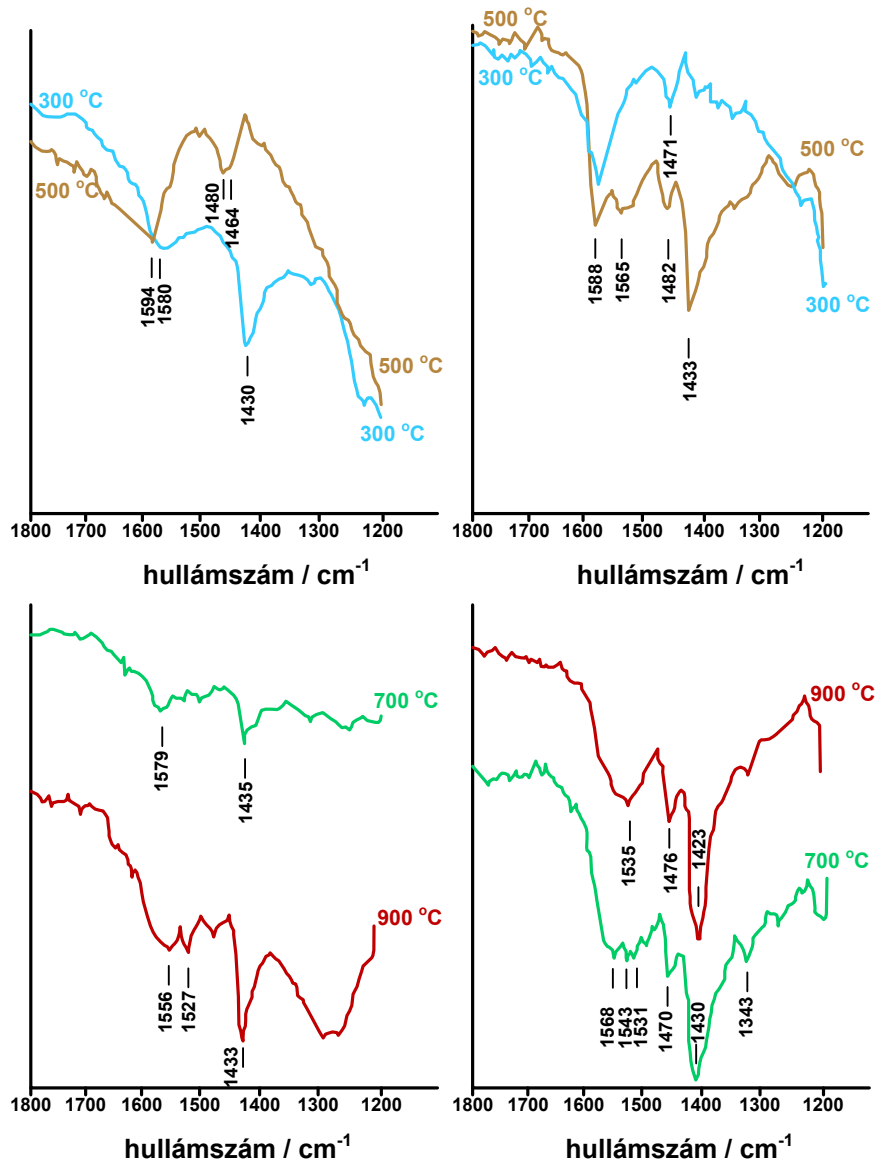 300 °C
500 °C
1480
1464
1594
1580
1430
500 °C
300 °C
1800 1700 1600 1500 1400 1300 1200
hullámszám / cm-1
500 °C
300 °C
1471
500 °C
1588
1565
1482
300 °C
1433
1800 1700 1600 1500 1400 1300 1200
hullámszám / cm-1
700 °C
1579
1435
900 °C
1556
1527
1433
1800 1700 1600 1500 1400 1300 1200
hullámszám / cm-1
900 °C
1535
1476
1423
700 °C
1568
1543
1531
1470
1430
1343
1800 1700 1600 1500 1400 1300 1200
hullámszám / cm-1